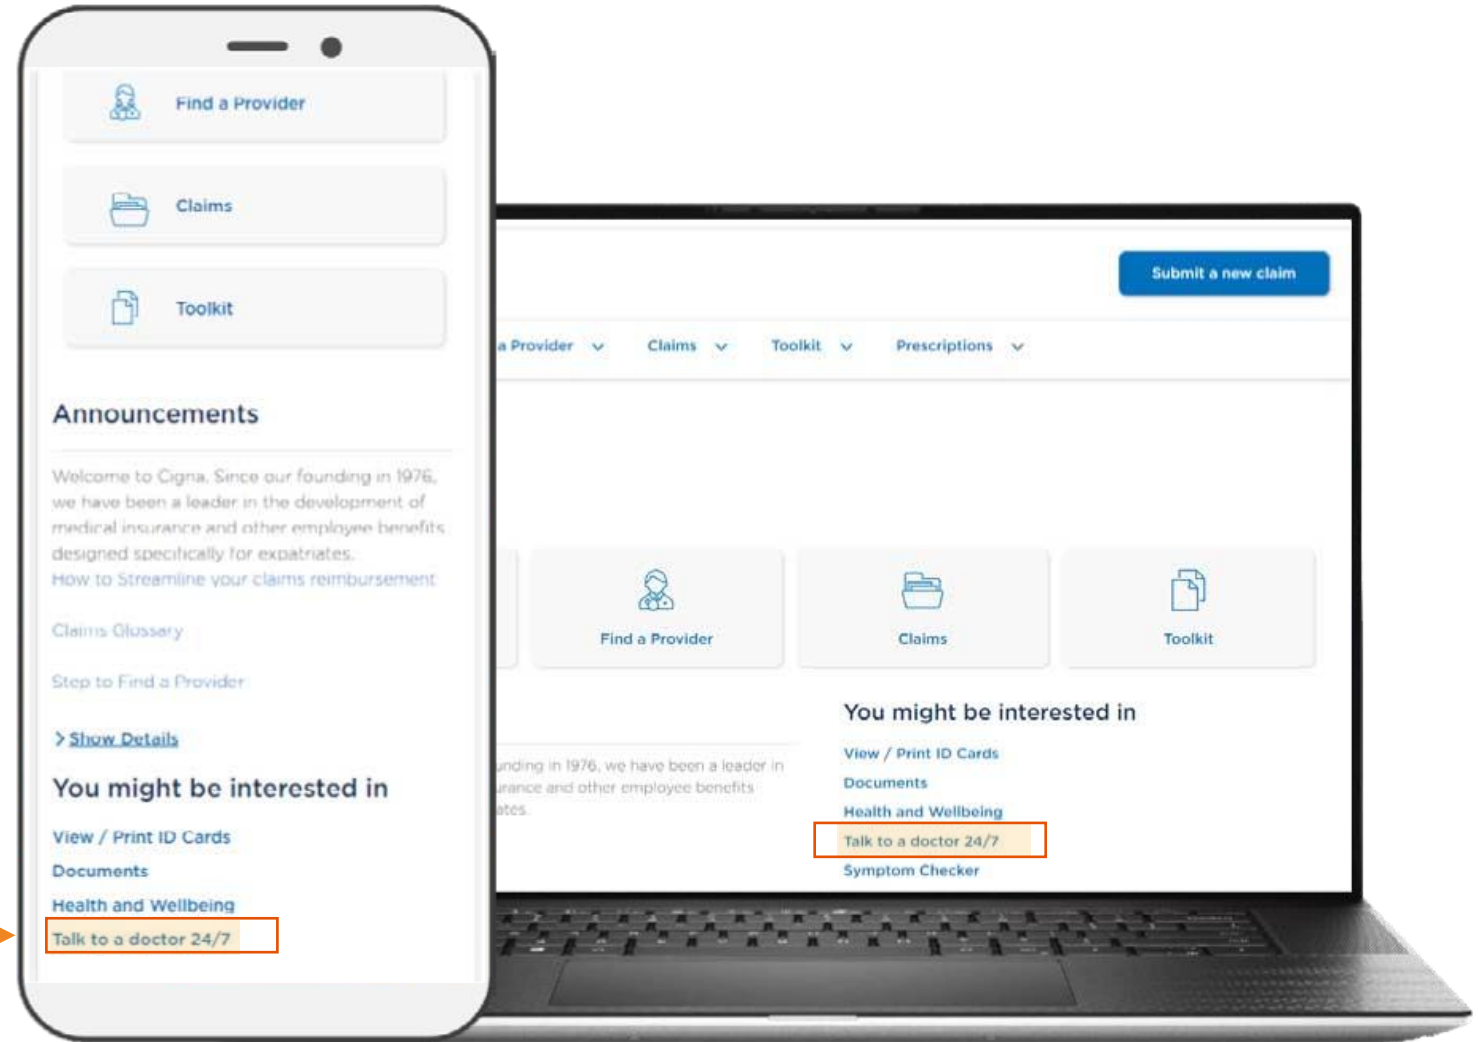 Find a Provider
Claims
Toolkit
Announcements
Welcome to Cigna. Since our founding in 1976,
we have been a leader in the development of
medical insurance and other employee benefits
designed specifically for expatriates.
How to Streamline your claims reimbursement
Claims Glossary
Step to Find a Provider
> Show Details
You might be interested in
View / Print ID Cards
Documents
Health and Wellbeing
Talk to a doctor 24/7
Submit a new claim
a Provider Claims Toolkit Prescriptions
Find a Provider
Claims
Toolkit
unding in 1976, we have been a leader in
urance and other employee benefits
ates.
You might be interested in
View / Print ID Cards
Documents
Health and Wellbeing
Talk to a doctor 24/7
Symptom Checker